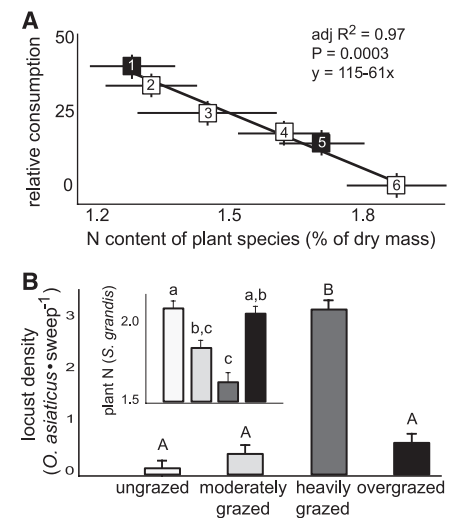 A
adj R² = 0.97
P = 0.0003
y = 115-61x
relative consumption
50
25
0
1
2
3
4
5
6
1.2 1.5 1.8
N content of plant species (% of dry mass)
B
locust density
(O. asiaticus•sweep⁻¹)
3
2
1
0
plant N (S. grandis)
2.0
1.5
a
b,c
c
a,b
A
A
B
A
ungrazed
moderately
grazed
heavily
grazed
overgrazed